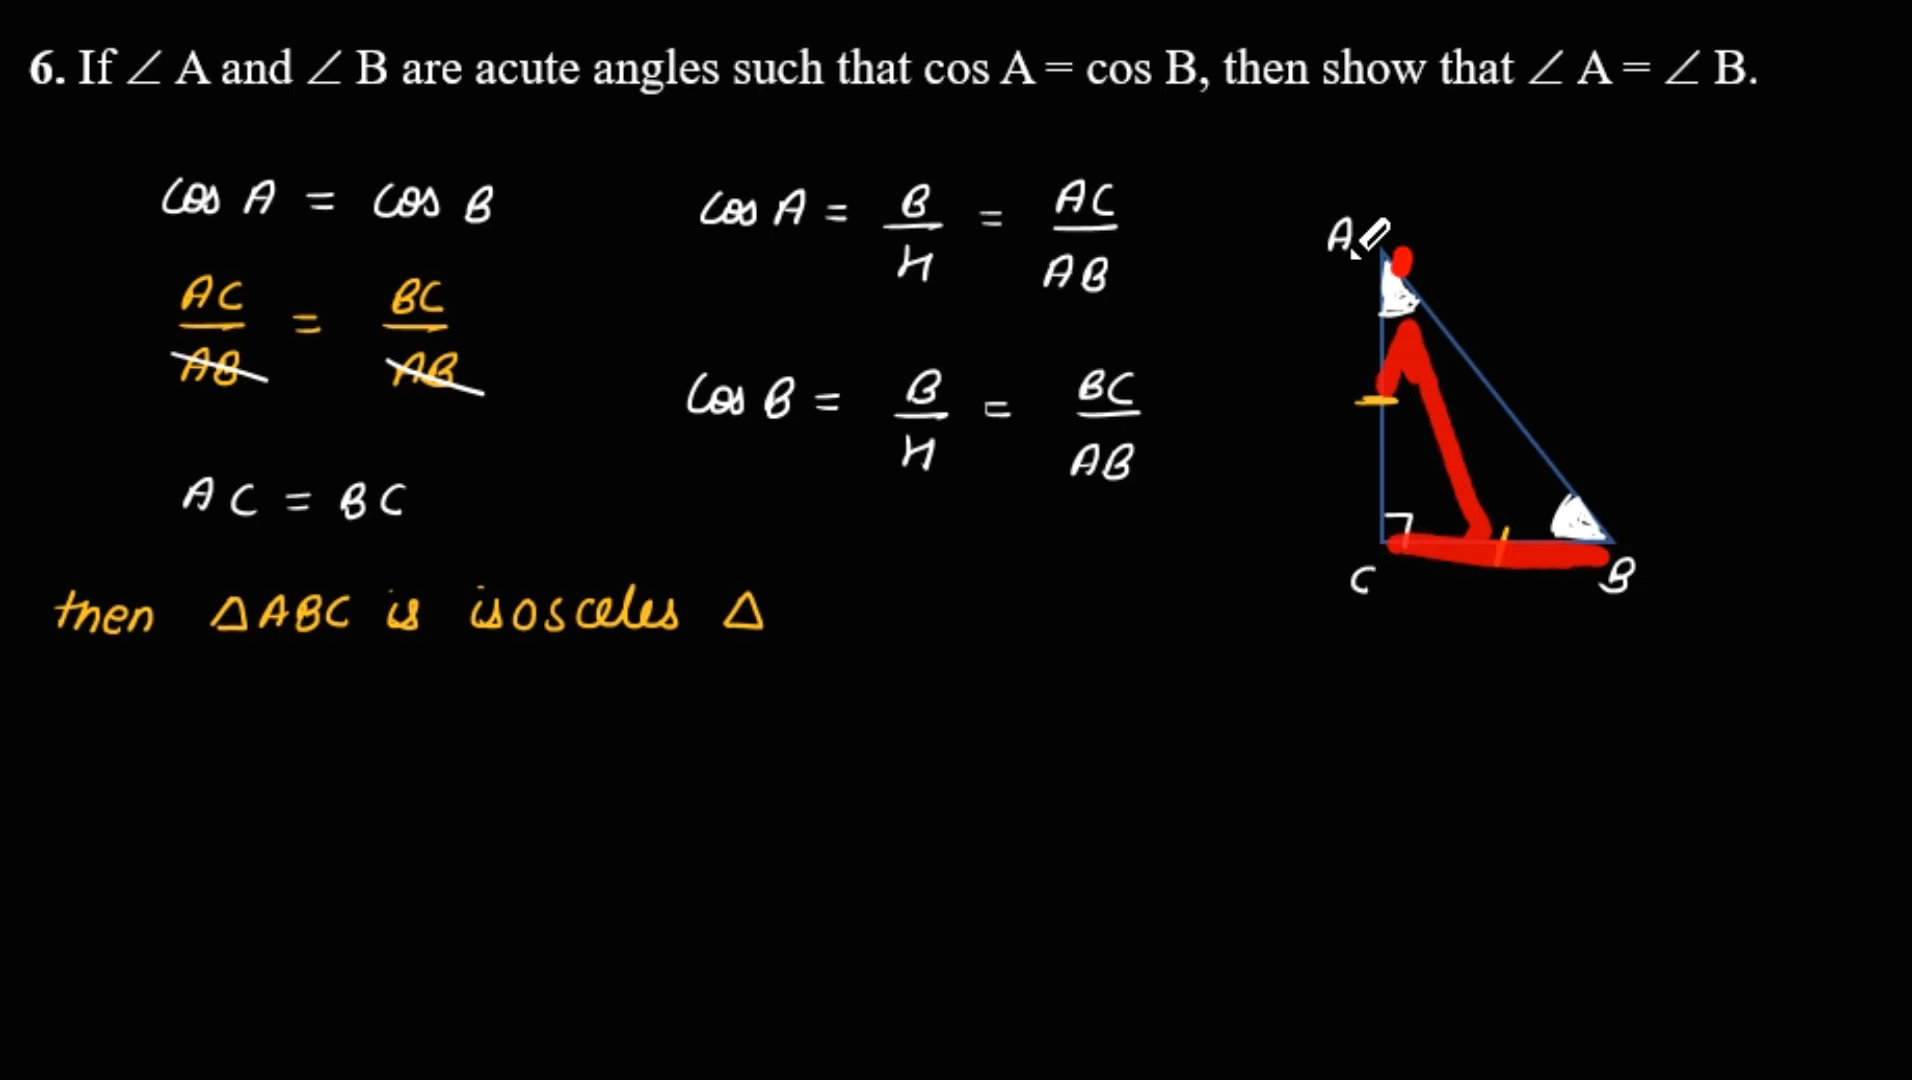 6. If ∠ A and ∠ B are acute angles such that cos A = cos B, then show that ∠ A = ∠ B.
cos A = cos B
AC/AB = BC/AB
AC = BC
then △ABC is isosceles △
cos A = B/H = AC/AB
cos B = B/H = BC/AB
A
C
B